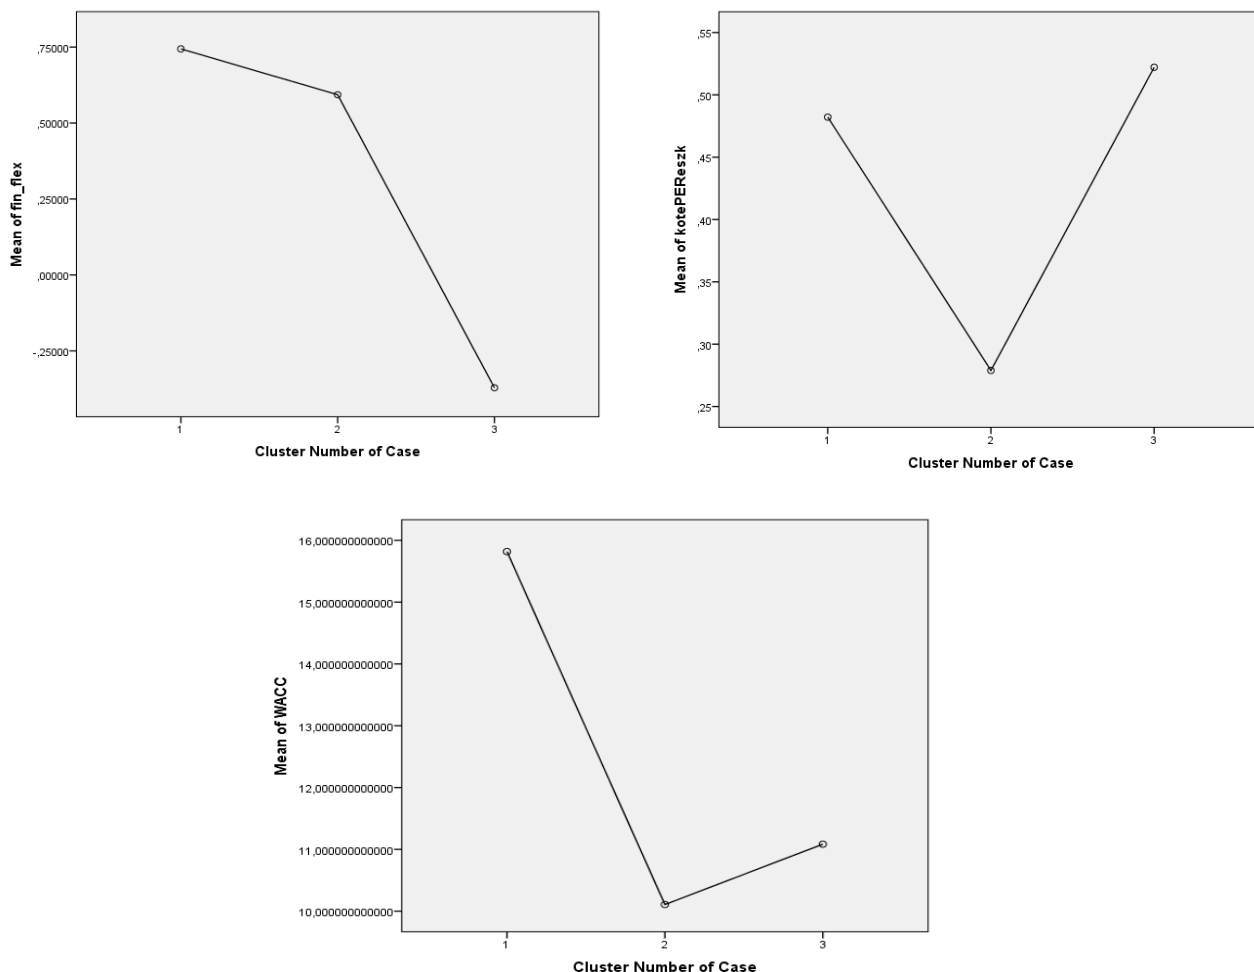 ,75000
,50000
,25000
,00000
-,25000
Mean of fin_flex
1 2 3
Cluster Number of Case
,55
,50
,45
,40
,35
,30
,25
Mean of kotePEReszk
1 2 3
Cluster Number of Case
16,000000000000
15,000000000000
14,000000000000
13,000000000000
12,000000000000
11,000000000000
10,000000000000
Mean of WACC
1 2 3
Cluster Number of Case